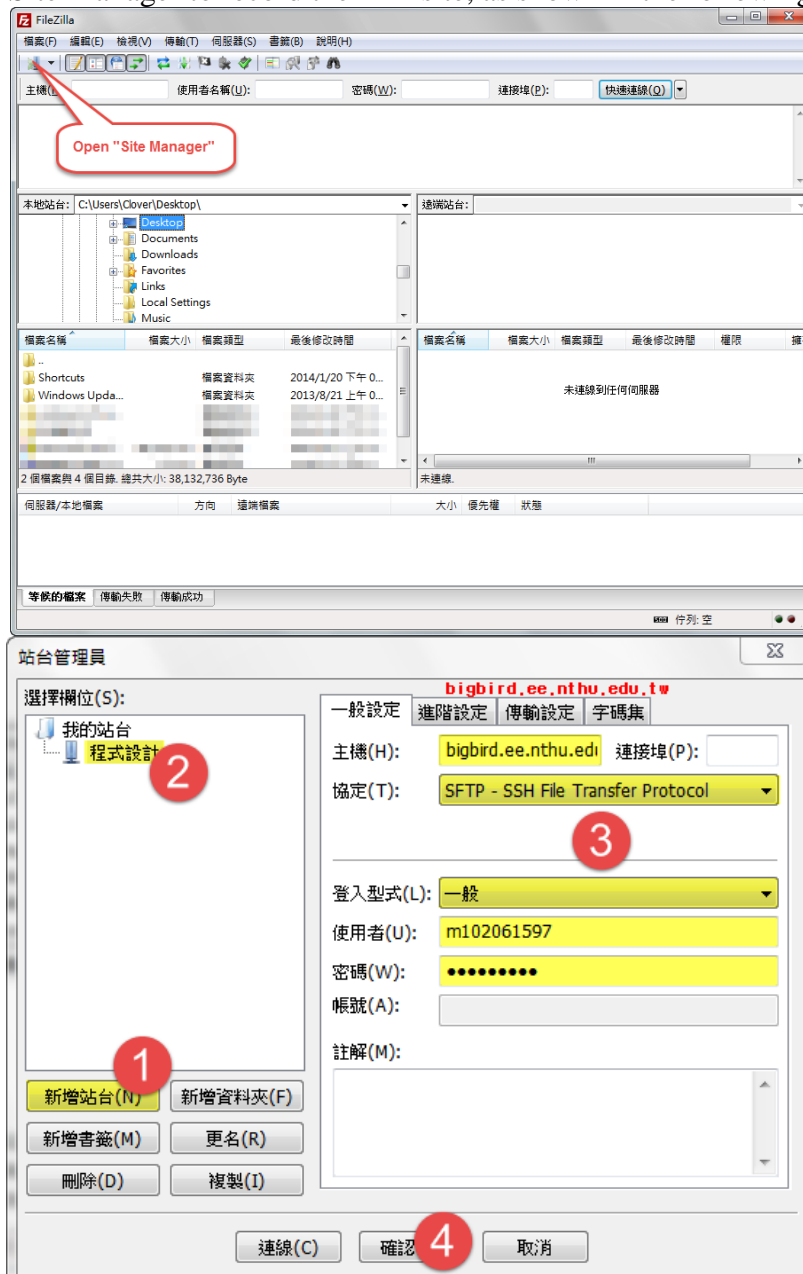 FileZilla
檔案(F) 編輯(E) 檢視(V) 傳輸(T) 伺服器(S) 書籤(B) 說明(H)
主機( 使用者名稱(U): 密碼(W): 連接埠(P): 快速連線(Q)
Open "Site Manager"
本地站台: C:\Users\Clover\Desktop\ 遠端站台:
Desktop
Documents
Downloads
Favorites
Links
Local Settings
Music
檔案名稱 檔案大小 檔案類型 最後修改時間 檔案名稱 檔案大小 檔案類型 最後修改時間 權限
..
Shortcuts 檔案資料夾 2014/1/20 下午 0...
Windows Upda... 檔案資料夾 2013/8/21 上午 0...
未連線到任何伺服器
2 個檔案與 4 個目錄. 總共大小: 38,132,736 Byte 未連線.
伺服器/本地檔案 方向 遠端檔案 大小 優先權 狀態
等候的檔案 傳輸失敗 傳輸成功
佇列: 空
站台管理員
bigbird.ee.nthu.edu.tw
選擇欄位(S):
我的站台
程式設計
2
一般設定 進階設定 傳輸設定 字碼集
主機(H): bigbird.ee.nthu.edu 連接埠(P):
協定(T): SFTP - SSH File Transfer Protocol
3
登入型式(L): 一般
使用者(U): m102061597
密碼(W): •••••••••
帳號(A):
註解(M):
1
新增站台(N) 新增資料夾(F)
新增書籤(M) 更名(R)
刪除(D) 複製(I)
連線(C) 確認 4 取消